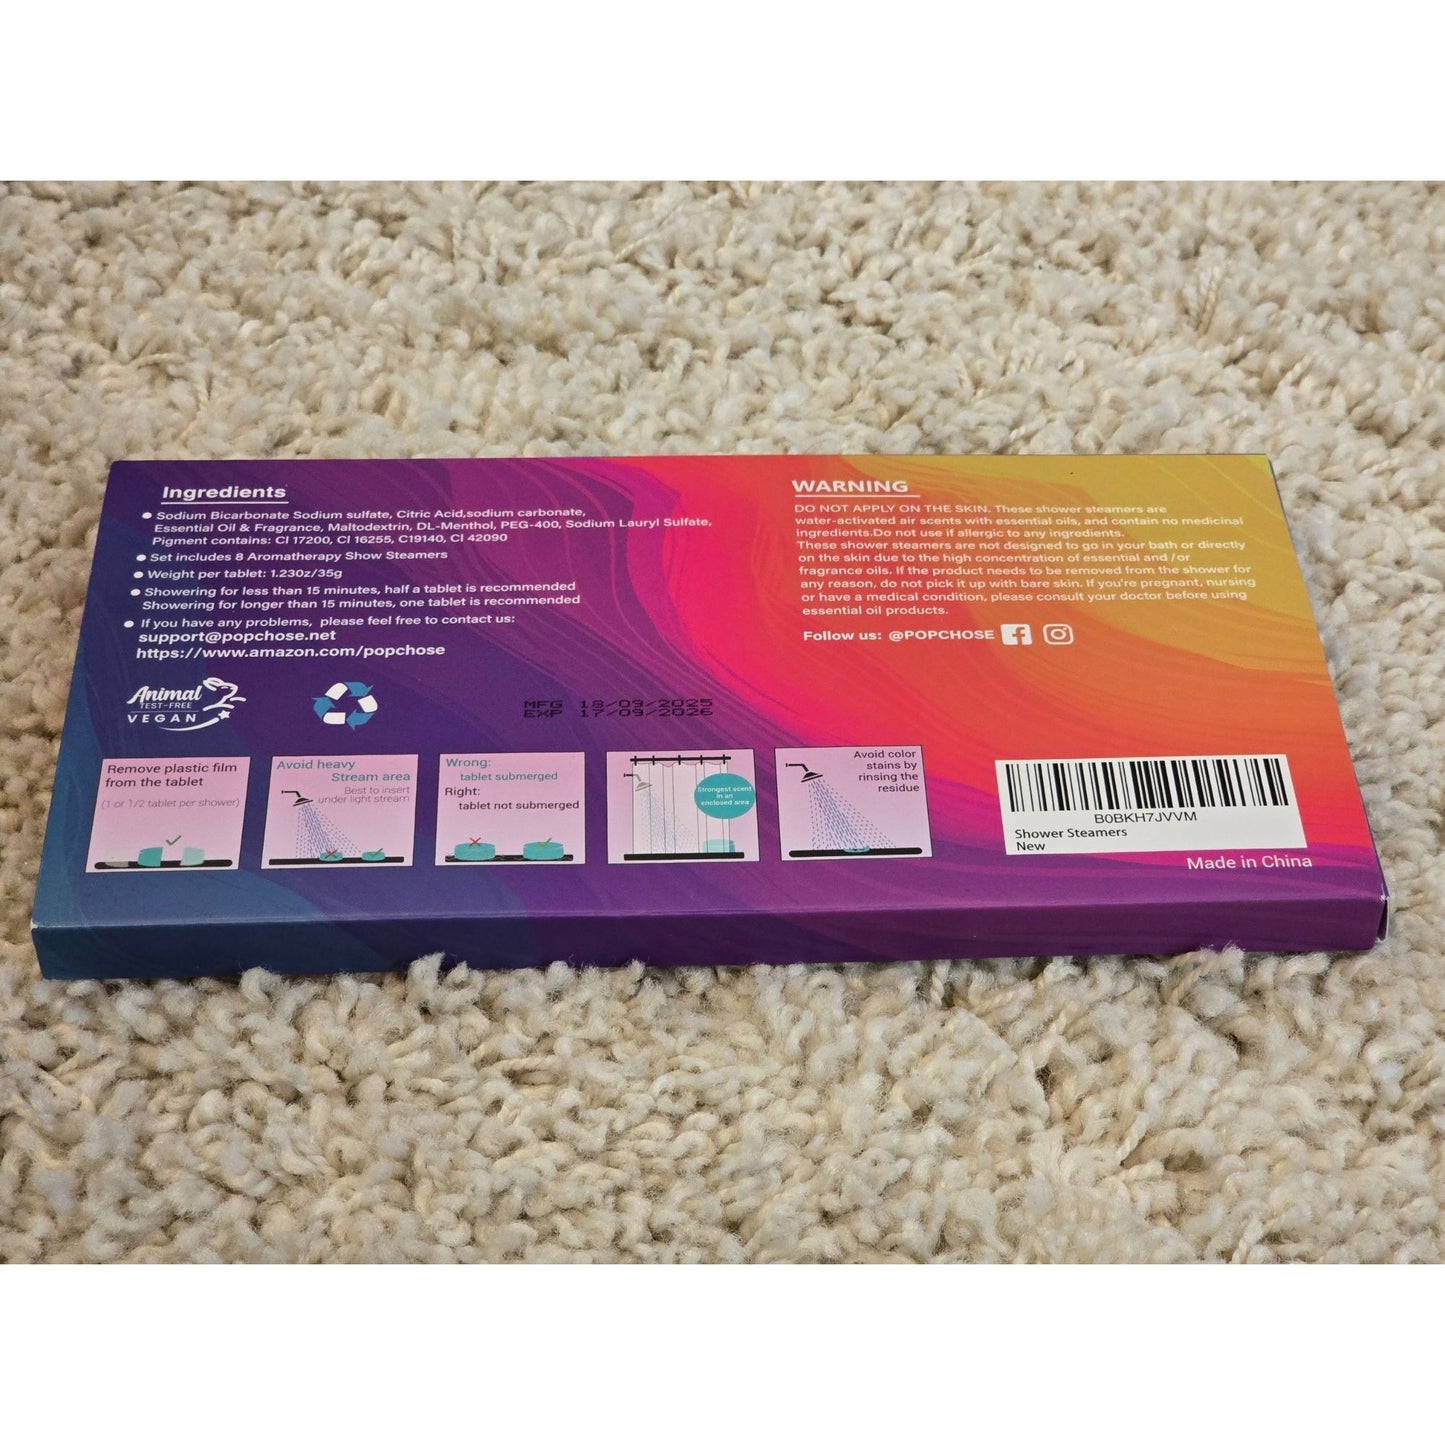 Ingredients
● Sodium Bicarbonate Sodium sulfate, Citric Acid,sodium carbonate,
Essential Oil & Fragrance, Maltodextrin, DL-Menthol, PEG-400, Sodium Lauryl Sulfate,
Pigment contains: CI 17200, CI 16255, C19140, CI 42090
● Set includes 8 Aromatherapy Show Steamers
● Weight per tablet: 1.230z/35g
● Showering for less than 15 minutes, half a tablet is recommended
Showering for longer than 15 minutes, one tablet is recommended
● If you have any problems, please feel free to contact us:
support@popchose.net
https://www.amazon.com/popchose
Animal
TEST-FREE
VEGAN
MFG 18/09/2025
EXP 17/09/2026
WARNING
DO NOT APPLY ON THE SKIN. These shower steamers are
water-activated air scents with essential oils, and contain no medicinal
ingredients.Do not use if allergic to any ingredients.
These shower steamers are not designed to go in your bath or directly
on the skin due to the high concentration of essential and /or
fragrance oils. If the product needs to be removed from the shower for
any reason, do not pick it up with bare skin. If you're pregnant, nursing
or have a medical condition, please consult your doctor before using
essential oil products.
Follow us: @POPCHOSE
Remove plastic film
from the tablet
(1 or 1/2 tablet per shower)
Avoid heavy
Stream area
Best to insert
under light stream
Wrong:
tablet submerged
Right:
tablet not submerged
Strongest scent
in an
enclosed area
Avoid color
stains by
rinsing the
residue
B0BKH7JVVM
Shower Steamers
New
Made in China